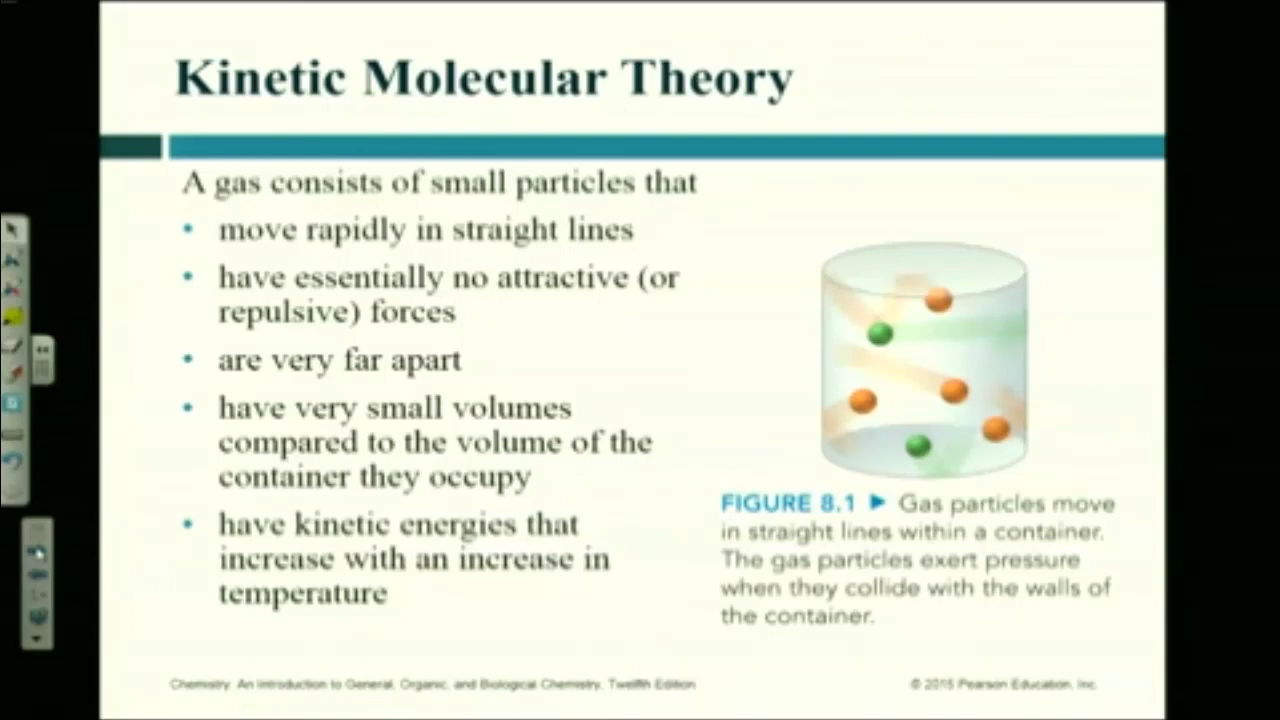 Kinetic Molecular Theory
A gas consists of small particles that
• move rapidly in straight lines
• have essentially no attractive (or
repulsive) forces
• are very far apart
• have very small volumes
compared to the volume of the
container they occupy
• have kinetic energies that
increase with an increase in
temperature
FIGURE 8.1 ▶ Gas particles move
in straight lines within a container.
The gas particles exert pressure
when they collide with the walls of
the container.
Chemistry: An Introduction to General, Organic, and Biological Chemistry, Twelfth Edition
© 2015 Pearson Education, Inc.